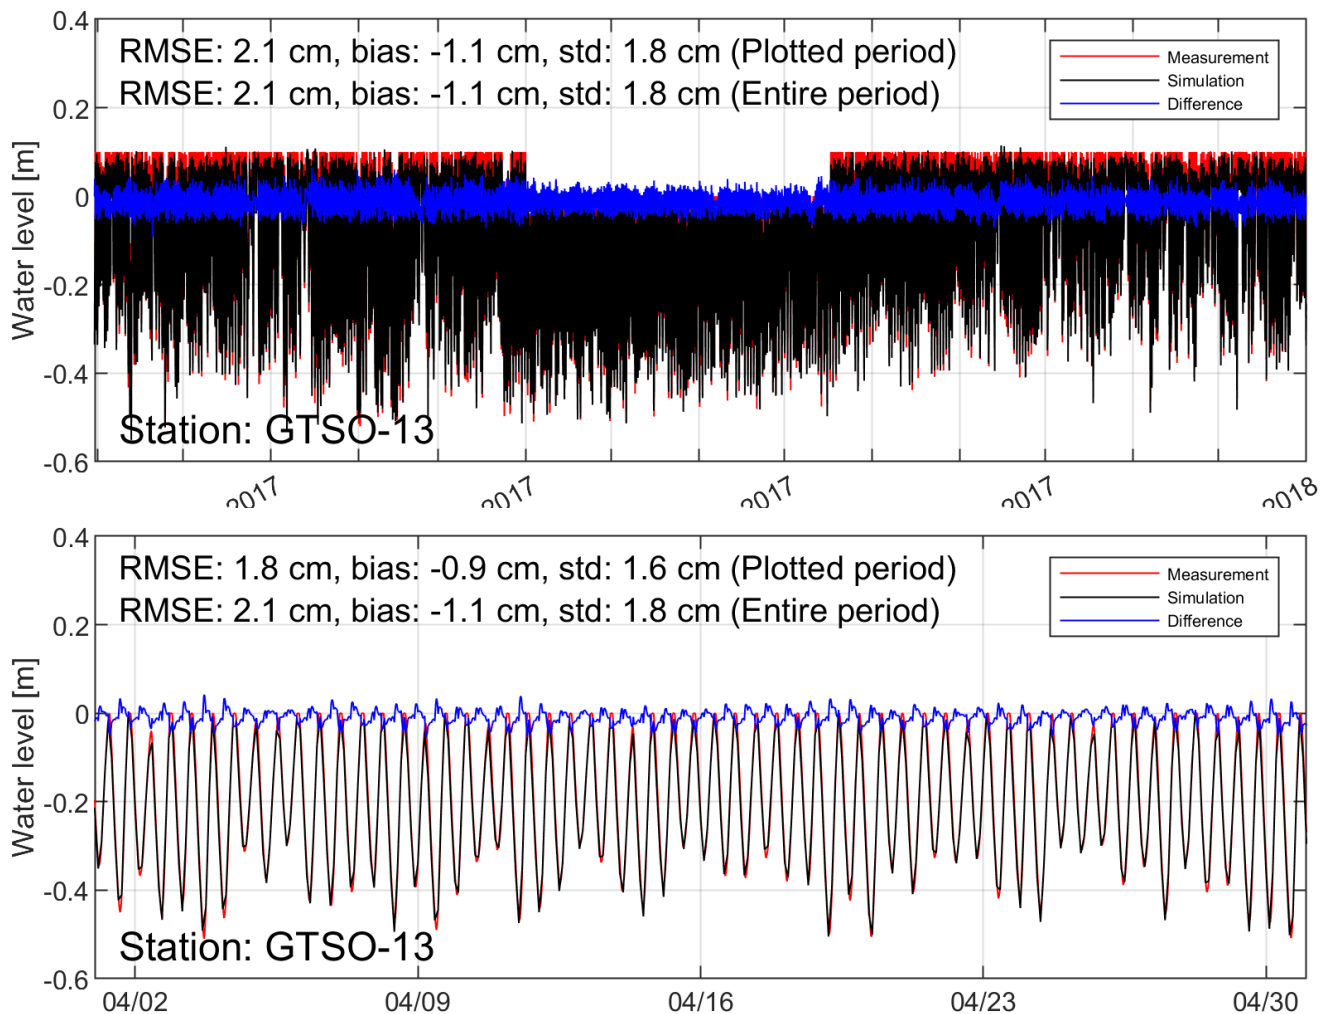 0.4
RMSE: 2.1 cm, bias: -1.1 cm, std: 1.8 cm (Plotted period)
RMSE: 2.1 cm, bias: -1.1 cm, std: 1.8 cm (Entire period)
Measurement
Simulation
Difference
0.2
0
-0.2
-0.4
-0.6
Water level [m]
Station: GTSO-13
2017
2017
2017
2017
2018
0.4
RMSE: 1.8 cm, bias: -0.9 cm, std: 1.6 cm (Plotted period)
RMSE: 2.1 cm, bias: -1.1 cm, std: 1.8 cm (Entire period)
Measurement
Simulation
Difference
0.2
0
-0.2
-0.4
-0.6
Water level [m]
Station: GTSO-13
04/02
04/09
04/16
04/23
04/30